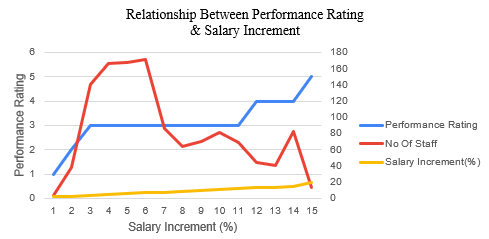 Relationship Between Performance Rating
& Salary Increment
Performance Rating
6
5
4
3
2
1
0
180
160
140
120
100
80
60
40
20
0
1 2 3 4 5 6 7 8 9 10 11 12 13 14 15
Salary Increment (%)
Performance Rating
No Of Staff
Salary Increment(%)